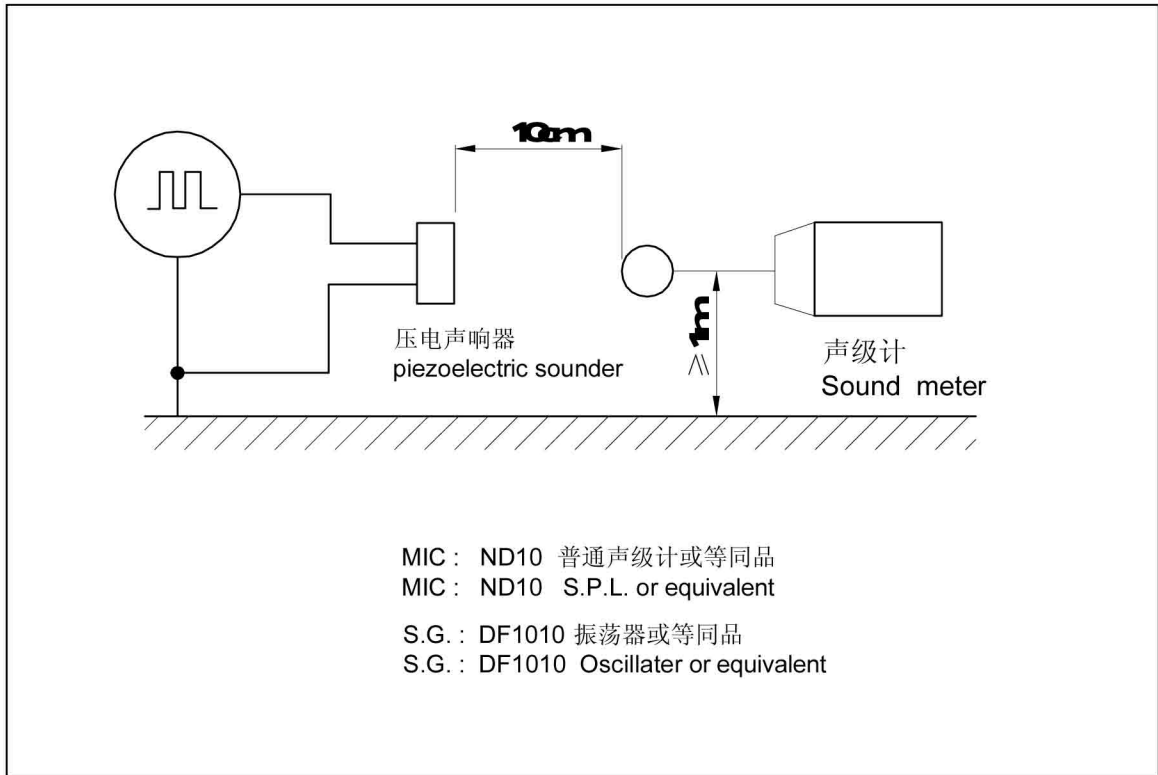 10cm
≥1m
压电声响器
piezoelectric sounder
声级计
Sound meter
MIC : ND10 普通声级计或等同品
MIC : ND10 S.P.L. or equivalent
S.G. : DF1010 振荡器或等同品
S.G. : DF1010 Oscillater or equivalent